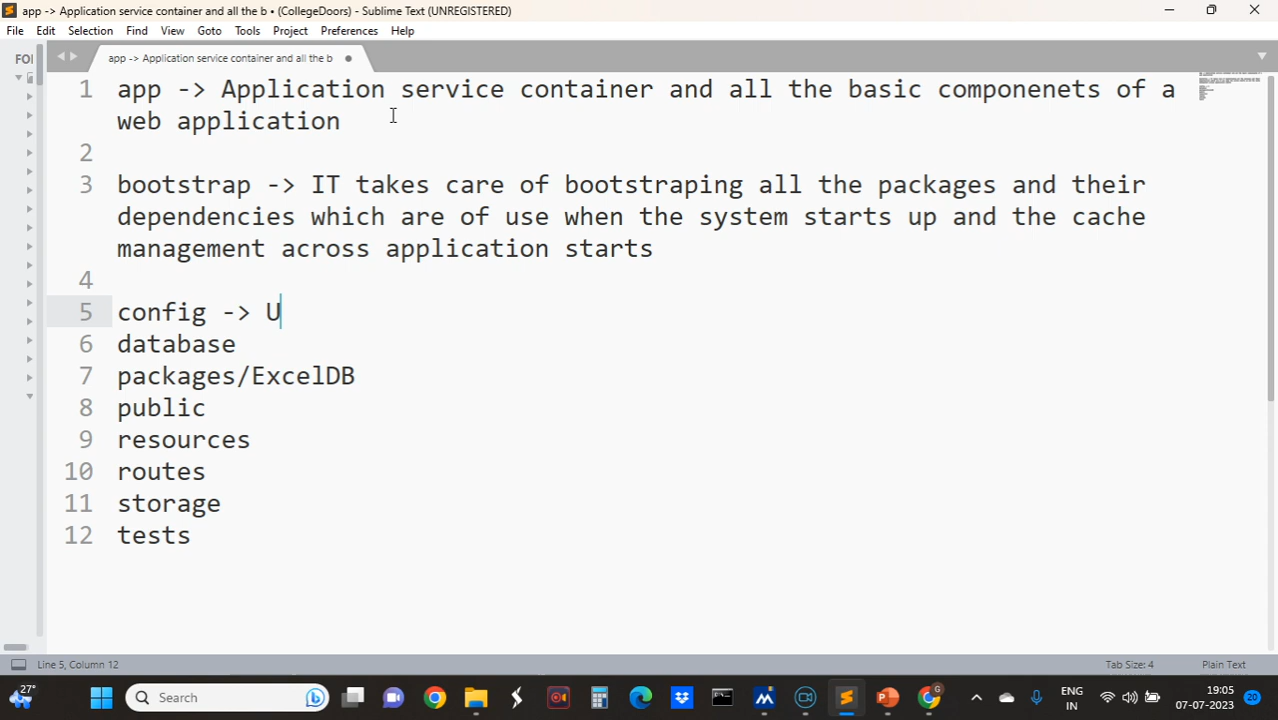 app -> Application service container and all the b • (CollegeDoors) - Sublime Text (UNREGISTERED)
File Edit Selection Find View Goto Tools Project Preferences Help
FOI
app -> Application service container and all the b
1 app -> Application service container and all the basic componenets of a
web application
2
3 bootstrap -> IT takes care of bootstraping all the packages and their
dependencies which are of use when the system starts up and the cache
management across application starts
4
5 config -> U
6 database
7 packages/ExcelDB
8 public
9 resources
10 routes
11 storage
12 tests
Line 5, Column 12
Tab Size: 4
Plain Text
27°
Search
ENG
IN
19:05
07-07-2023
20